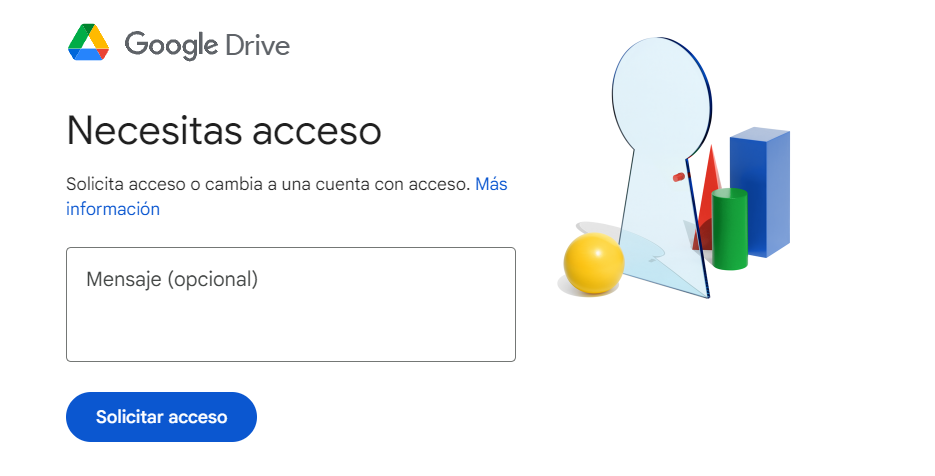 Google Drive
Necesitas acceso
Solicita acceso o cambia a una cuenta con acceso. Más
información
Mensaje (opcional)
Solicitar acceso